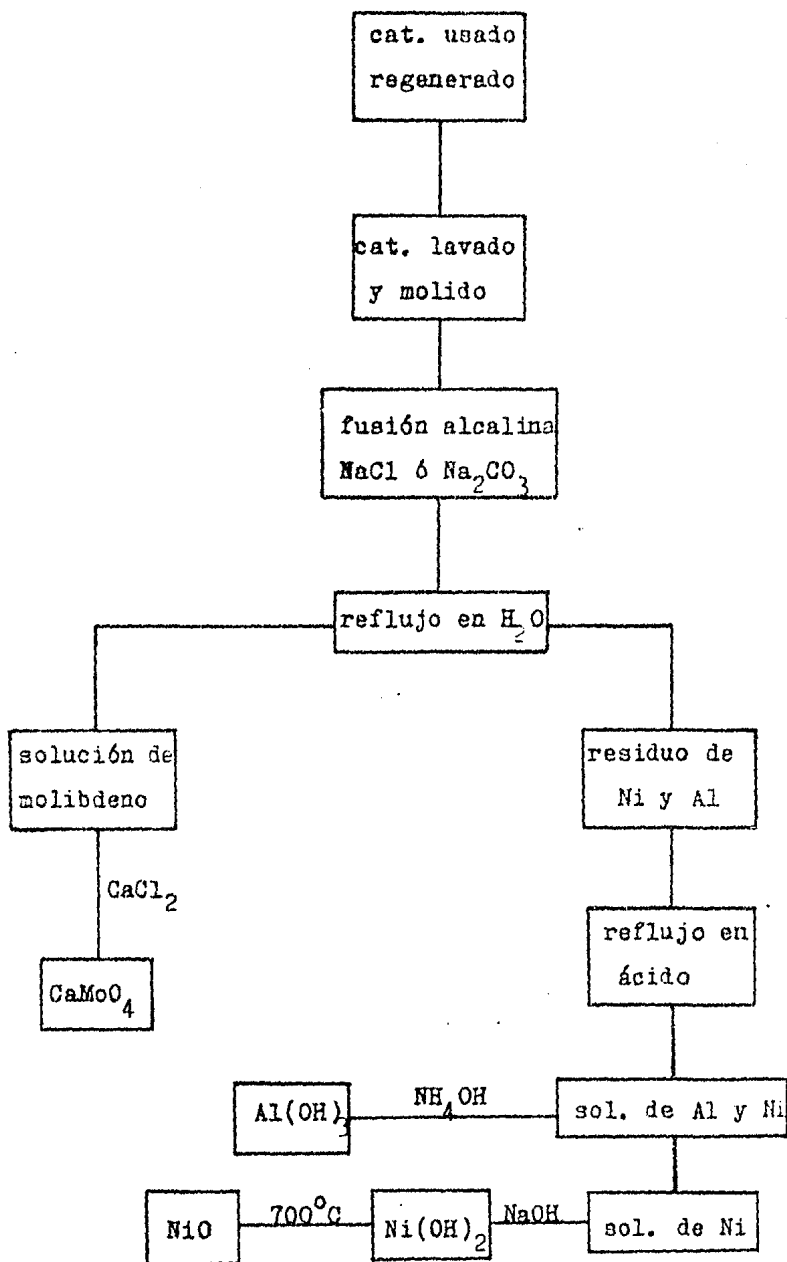 cat. usado
regenerado
cat. lavado
y molido
fusión alcalina
NaCl ó Na₂CO₃
reflujo en H₂O
solución de
molibdeno
residuo de
Ni y Al
CaCl₂
reflujo en
ácido
CaMoO₄
Al(OH)₃
NH₄OH
sol. de Al y Ni
NiO
700°C
Ni(OH)₂
NaOH
sol. de Ni